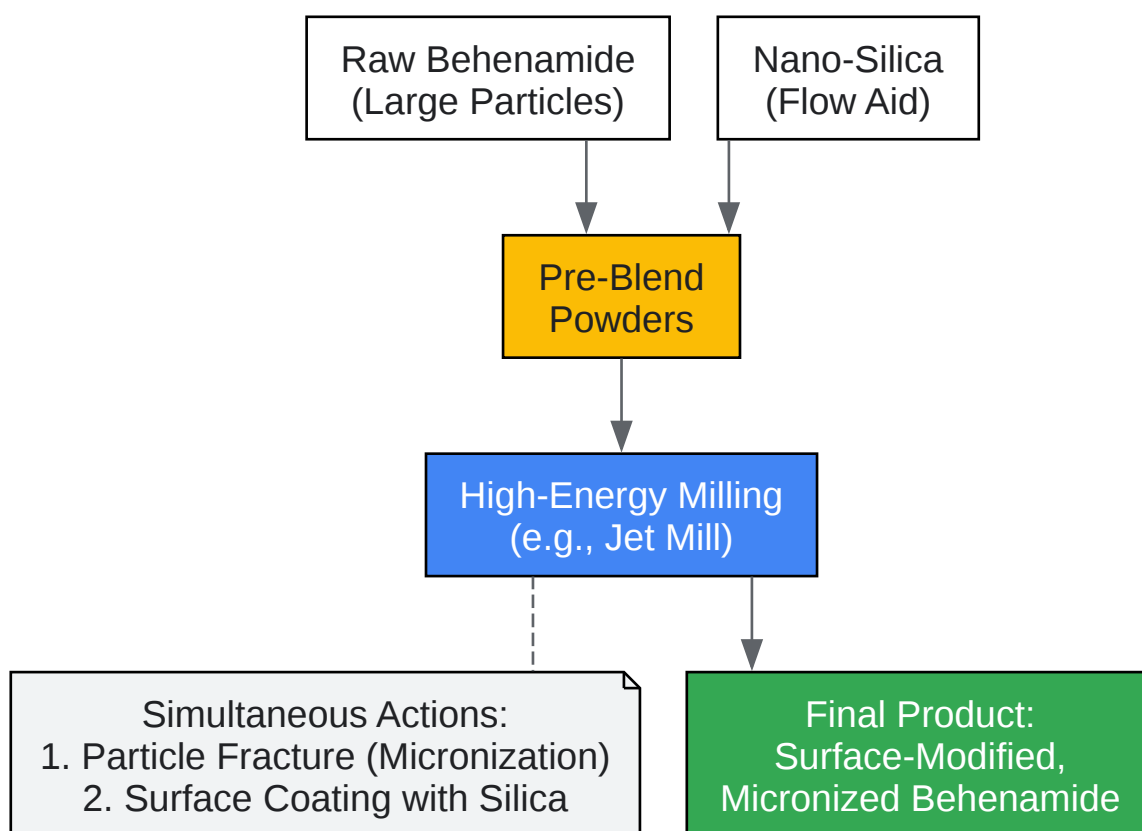 Raw Behenamide
(Large Particles)
Nano-Silica
(Flow Aid)
Pre-Blend
Powders
High-Energy Milling
(e.g., Jet Mill)
Simultaneous Actions:
1. Particle Fracture (Micronization)
2. Surface Coating with Silica
Final Product:
Surface-Modified,
Micronized Behenamide